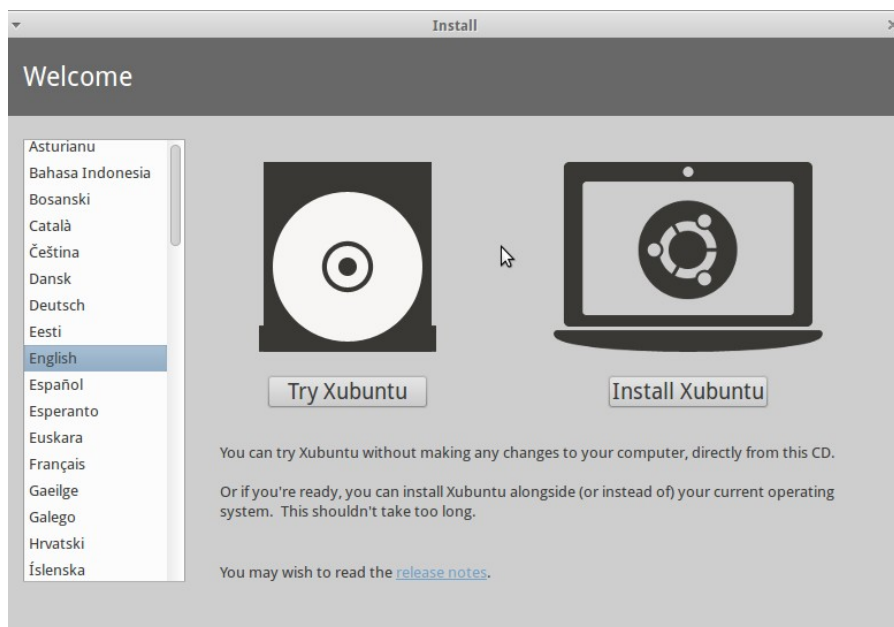 Install
Welcome
Asturianu
Bahasa Indonesia
Bosanski
Català
Čeština
Dansk
Deutsch
Eesti
English
Español
Esperanto
Euskara
Français
Gaeilge
Galego
Hrvatski
Íslenska
Try Xubuntu
Install Xubuntu
You can try Xubuntu without making any changes to your computer, directly from this CD.
Or if you're ready, you can install Xubuntu alongside (or instead of) your current operating
system.  This shouldn't take too long.
You may wish to read the release notes.